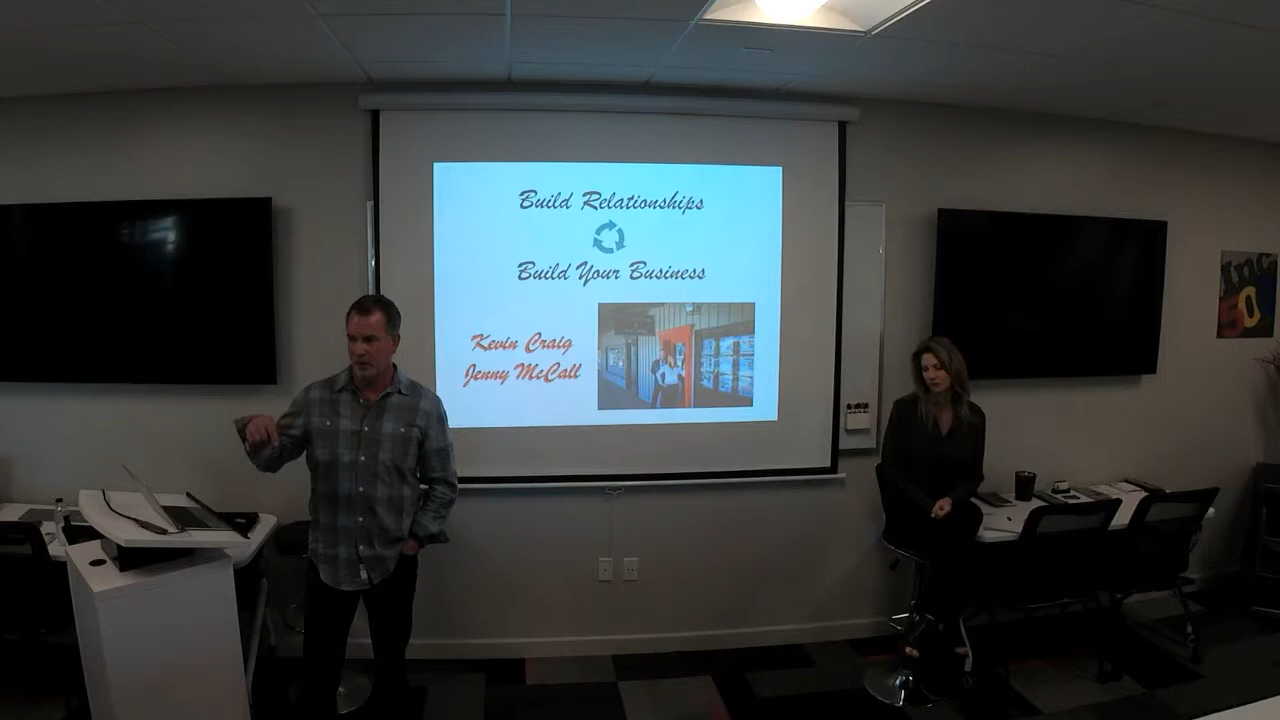 Build Relationships
Build Your Business
Kevin Craig
Jenny McCall